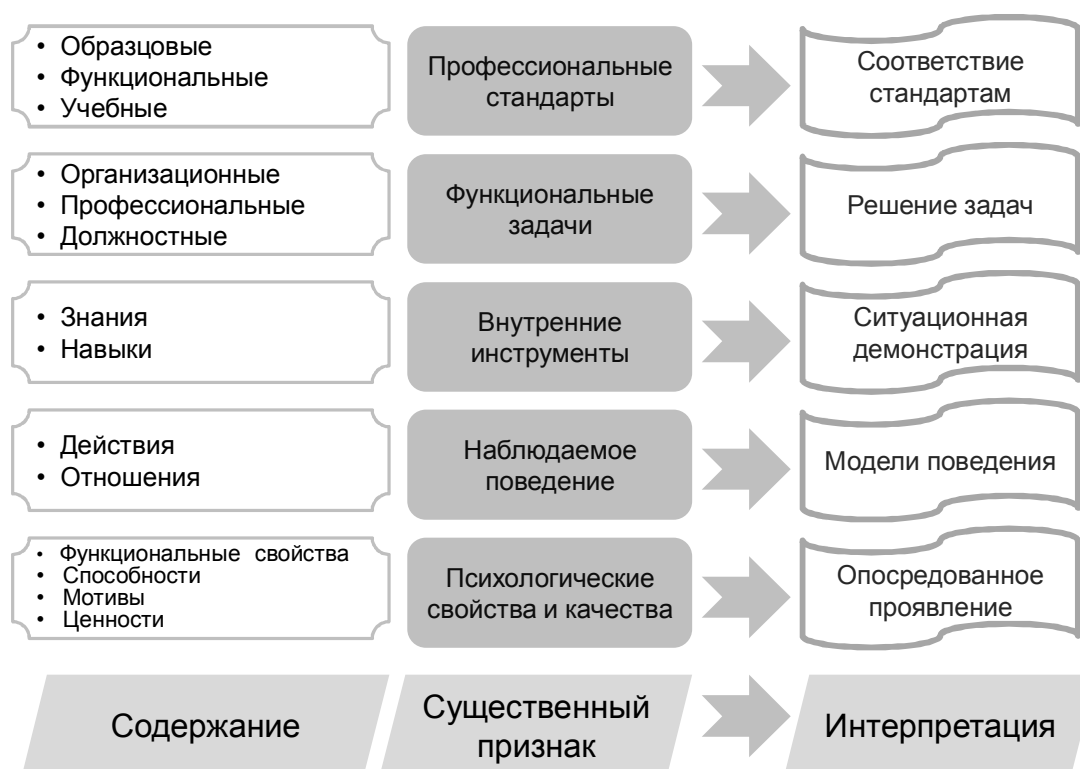 • Образцовые
• Функциональные
• Учебные
Профессиональные
стандарты
Соответствие
стандартам
• Организационные
• Профессиональные
• Должностные
Функциональные
задачи
Решение задач
• Знания
• Навыки
Внутренние
инструменты
Ситуационная
демонстрация
• Действия
• Отношения
Наблюдаемое
поведение
Модели поведения
• Функциональные свойства
• Способности
• Мотивы
• Ценности
Психологические
свойства и качества
Опосредованное
проявление
Содержание
Существенный
признак
Интерпретация